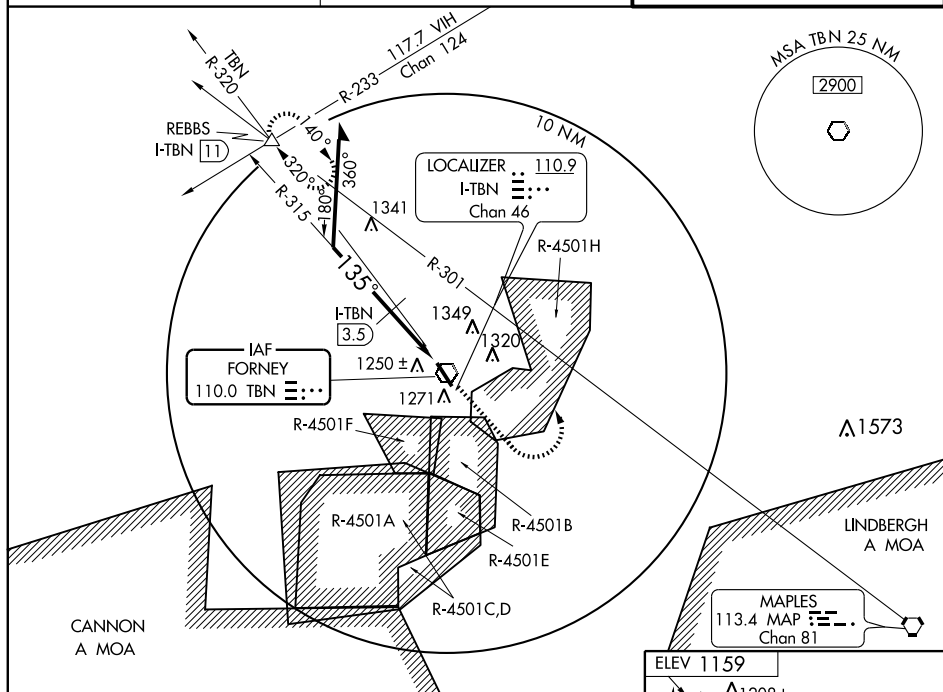 117.7 VIH
Chan 124
R-233
TBN
R-320
REBBS
I-TBN 11
140°
320°
R-315
180°
360°
10 NM
MSA TBN 25 NM
2900
LOCALIZER 110.9
I-TBN
Chan 46
1341
R-4501H
R-301
135°
I-TBN
3.5
1349
1320
IAF
FORNEY
110.0 TBN
1250 ±
1271
R-4501F
1573
R-4501A
R-4501B
R-4501E
R-4501C,D
LINDBERGH
A MOA
CANNON
A MOA
MAPLES
113.4 MAP
Chan 81
ELEV 1159